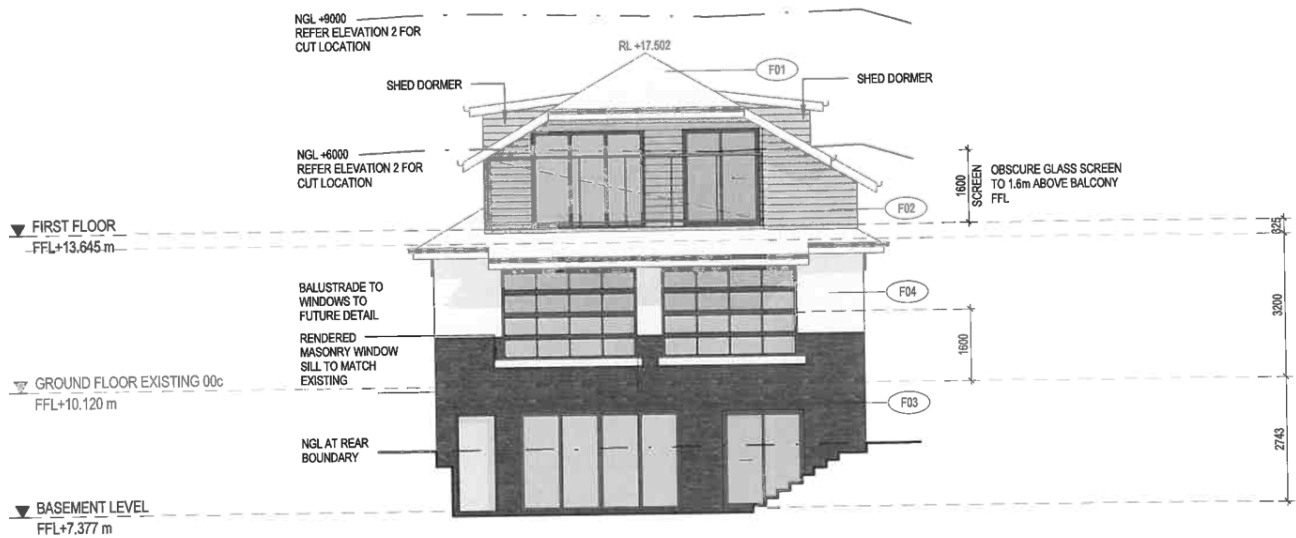 NGL +9000
REFER ELEVATION 2 FOR
CUT LOCATION
RL +17.502
F01
SHED DORMER
SHED DORMER
NGL +6000
REFER ELEVATION 2 FOR
CUT LOCATION
1600
SCREEN
OBSCURE GLASS SCREEN
TO 1.6m ABOVE BALCONY
FFL
F02
FIRST FLOOR
FFL+13.645 m
325
BALUSTRADE TO
WINDOWS TO
FUTURE DETAIL
F04
3200
RENDERED
MASONRY WINDOW
SILL TO MATCH
EXISTING
1600
GROUND FLOOR EXISTING 00c
FFL+10.120 m
F03
NGL AT REAR
BOUNDARY
2743
BASEMENT LEVEL
FFL+7.377 m